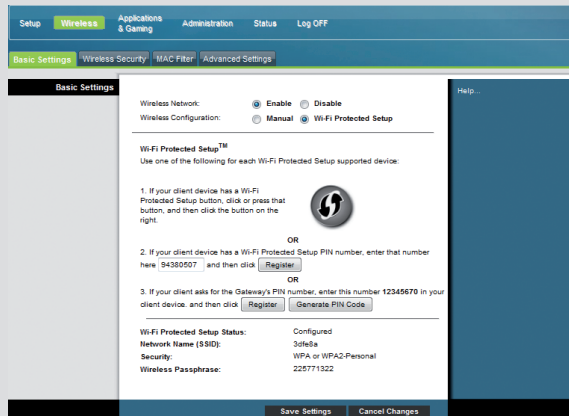 Setup Wireless Applications & Gaming Administration Status Log OFF
Basic Settings Wireless Security MAC Filter Advanced Settings
Basic Settings
Help...
Wireless Network: Enable Disable
Wireless Configuration: Manual Wi-Fi Protected Setup
Wi-Fi Protected Setup™
Use one of the following for each Wi-Fi Protected Setup supported device:
1. If your client device has a Wi-Fi
Protected Setup button, click or press that
button, and then click the button on the
right.
OR
2. If your client device has a Wi-Fi Protected Setup PIN number, enter that number
here 94380507 and then click Register
OR
3. If your client asks for the Gateway's PIN number, enter this number 12345670 in your
client device. and then click Register Generate PIN Code
Wi-Fi Protected Setup Status: Configured
Network Name (SSID): 3dfe8a
Security: WPA or WPA2-Personal
Wireless Passphrase: 225771322
Save Settings Cancel Changes